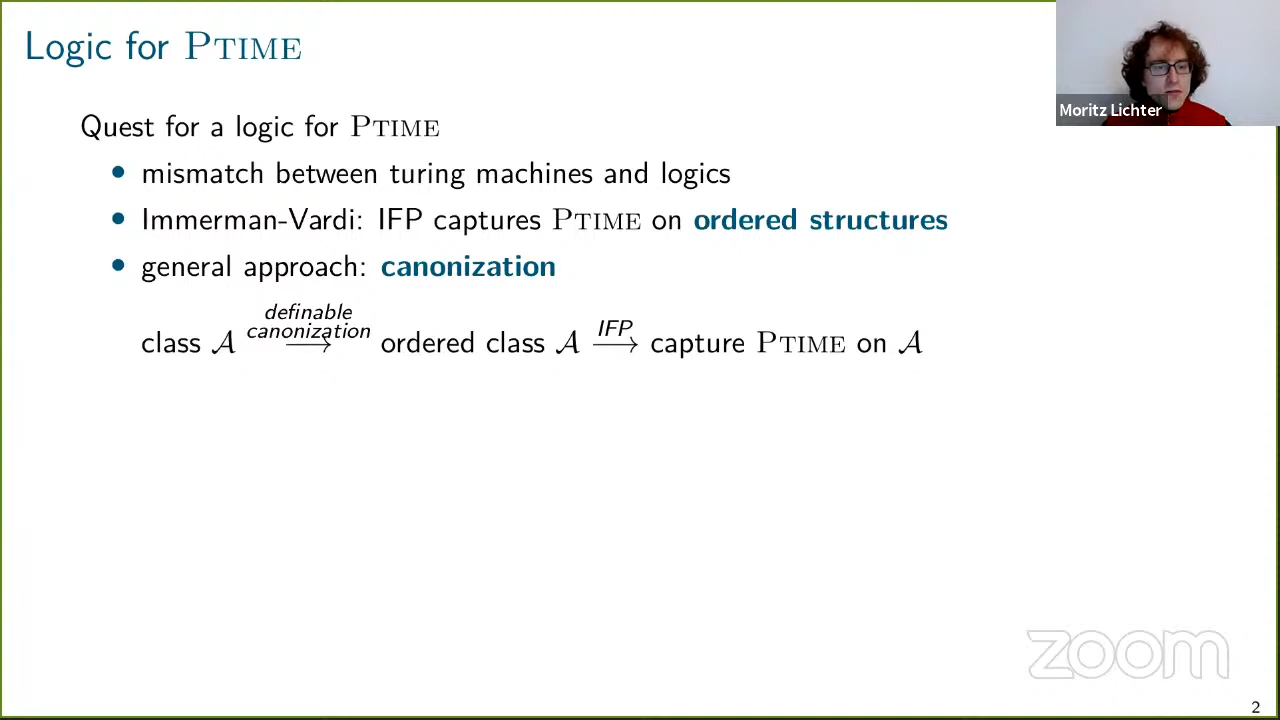 Logic for PTIME
Moritz Lichter
Quest for a logic for PTIME
• mismatch between turing machines and logics
• Immerman-Vardi: IFP captures PTIME on ordered structures
• general approach: canonization
class 𝒜 definable canonization ⟶ ordered class 𝒜 IFP ⟶ capture PTIME on 𝒜
zoom
2